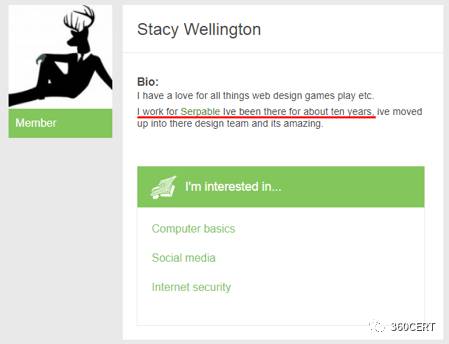 Stacy Wellington
Bio:
I have a love for all things web design games play etc.
I work for Serpable Ive been there for about ten years, ive moved
up into there design team and its amazing.
Member
I'm interested in...
Computer basics
Social media
Internet security
360CERT